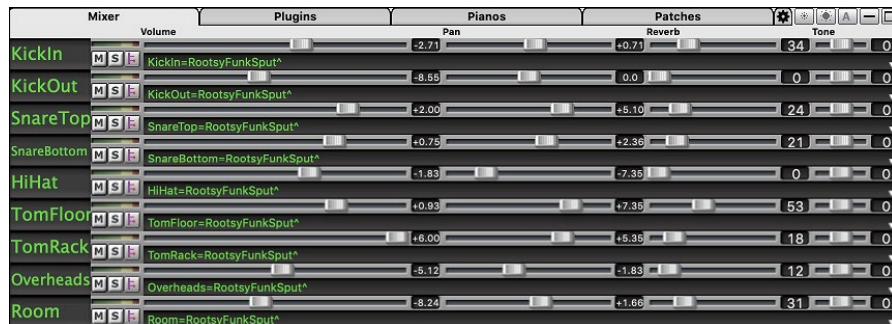 Mixer Plugins Pianos Patches A
Volume Pan Reverb Tone
KickIn -2.71 +0.71 34 0
M S KickIn=RootsyFunkSput^
KickOut -8.55 0.0 0 0
M S KickOut=RootsyFunkSput^
SnareTop +2.00 +5.10 24 0
M S SnareTop=RootsyFunkSput^
SnareBottom +0.75 +2.36 21 0
M S SnareBottom=RootsyFunkSput^
HiHat -1.83 -7.35 0 0
M S HiHat=RootsyFunkSput^
TomFloor +0.93 +7.35 53 0
M S TomFloor=RootsyFunkSput^
TomRack +6.00 +5.35 18 0
M S TomRack=RootsyFunkSput^
Overheads -5.12 -1.83 12 0
M S Overheads=RootsyFunkSput^
Room -8.24 +1.66 31 0
M S Room=RootsyFunkSput^